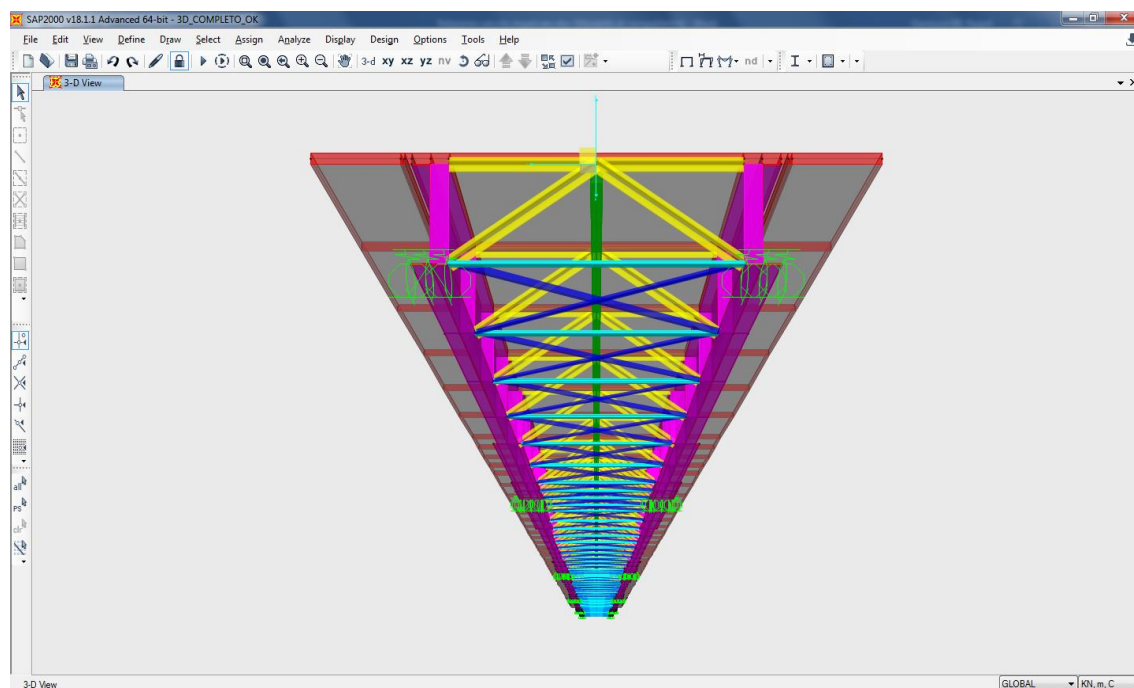 SAP2000 v18.1.1 Advanced 64-bit - 3D_COMPLETO_OK
File Edit View Define Draw Select Assign Analyze Display Design Options Tools Help
3-d xy xz yz nv nd
3-D View
all
PS
clr
3-D View GLOBAL KN, m, C